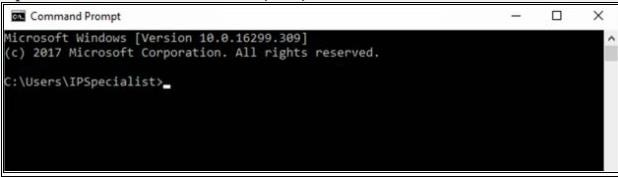 Command Prompt
Microsoft Windows [Version 10.0.16299.309]
(c) 2017 Microsoft Corporation. All rights reserved.
C:\Users\IPSpecialist>